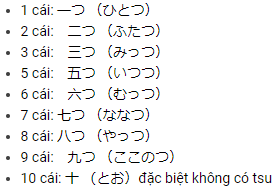 1 cái: 一つ（ひとつ）
2 cái: 二つ（ふたつ）
3 cái: 三つ（みっつ）
5 cái: 五つ（いつつ）
6 cái: 六つ（むっつ）
7 cái: 七つ（ななつ）
8 cái: 八つ（やっつ）
9 cái: 九つ（ここのつ）
10 cái: 十 （とお）đặc biệt không có tsu